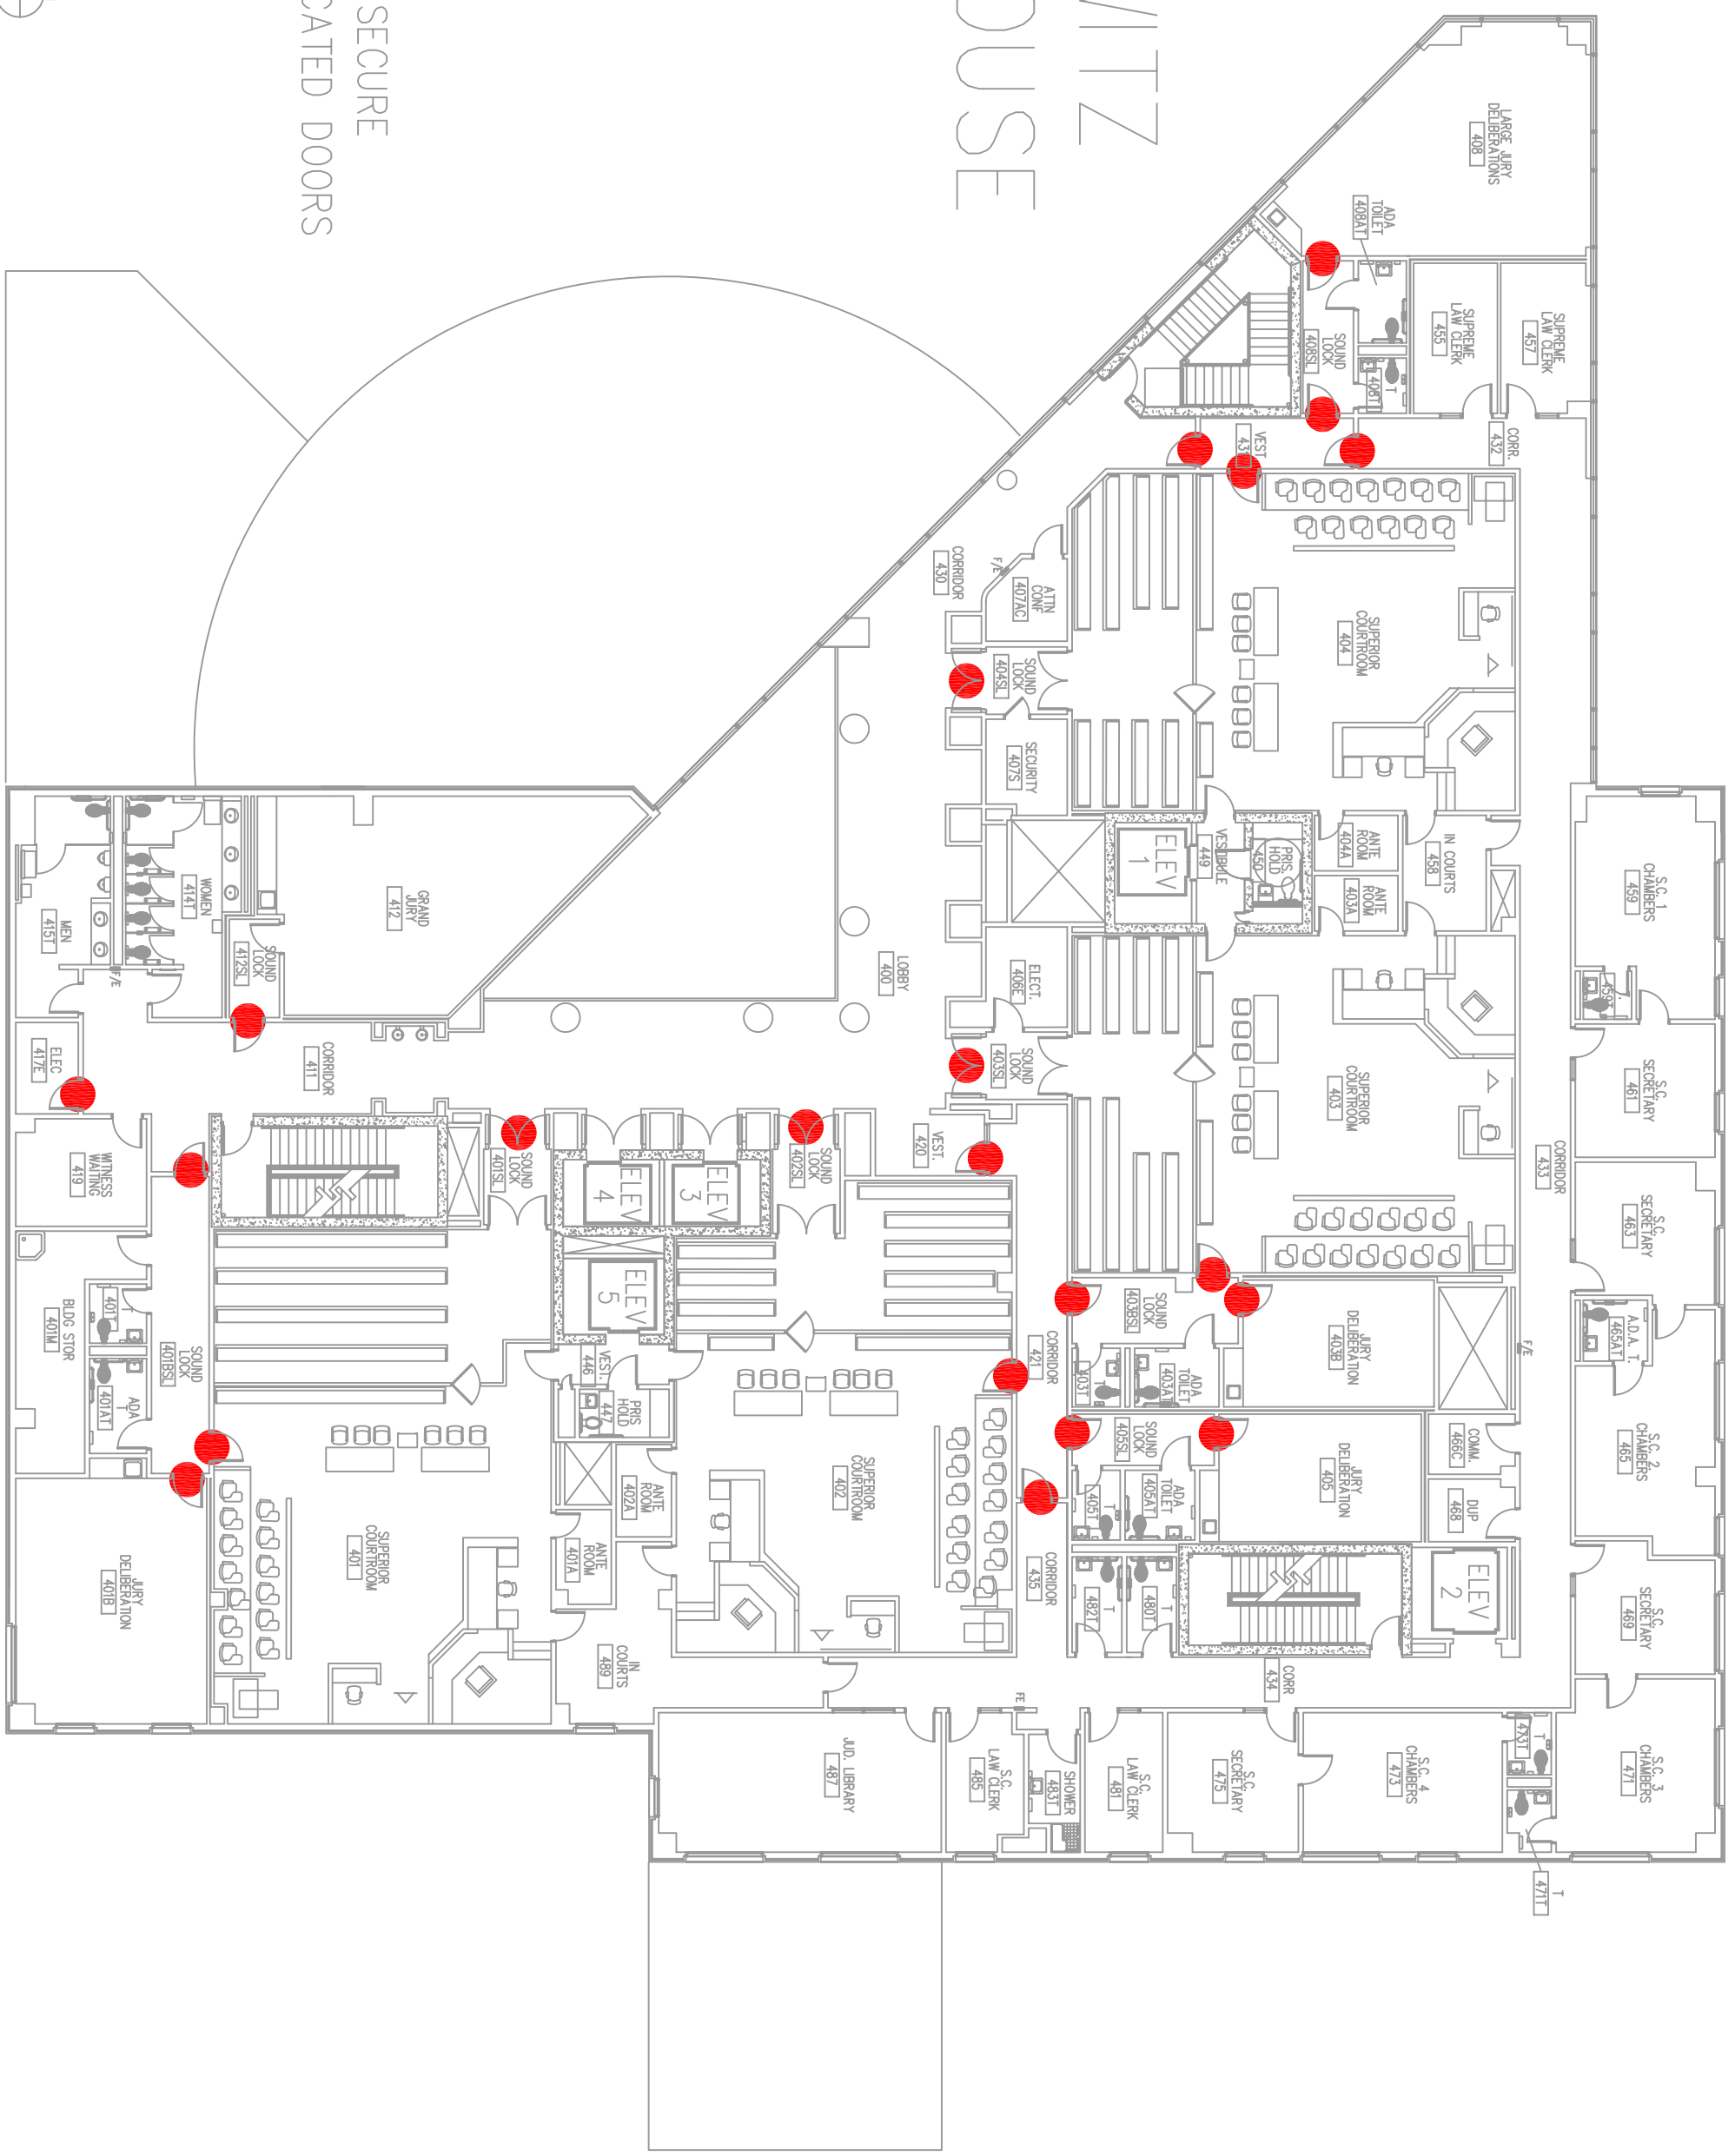 ITZ
OUSE
SECURE
CATED DOORS
LARGE JURY
DELIBERATIONS
408
ADA
TOILET
408AT
SUPREME
LAW CLERK
457
SUPREME
LAW CLERK
455
SOUND
LOCK
408SL
T
408T
CORR.
432
VEST
431
CORRIDOR
430
F/E
ATTN
CONF
407AC
SUPERIOR
COURTROOM
404
SOUND
LOCK
404SL
SECURITY
407S
ELEV
1
VESTIBULE
449
PRIS.
HOLD
450
ANTE
ROOM
404A
ANTE
ROOM
403A
IN COURTS
458
S.C. 1
CHAMBERS
459
T.
459T
S.C.
SECRETARY
461
CORRIDOR
433
S.C.
SECRETARY
463
A.D.A. T.
465AT
S.C. 2.
CHAMBERS
465
S.C.
SECRETARY
469
S.C. 3
CHAMBERS
471
T
471T
T
473T
S.C. 4
CHAMBERS
473
S.C.
SECRETARY
475
S.C.
LAW CLERK
481
SHOWER
483T
S.C.
LAW CLERK
485
JUD. LIBRARY
487
FE
CORR
434
ELEV
2
DUP
468
COMM.
466C
F/E
SUPERIOR
COURTROOM
403
ELECT.
406E
SOUND
LOCK
403SL
LOBBY
400
VEST.
420
JURY
DELIBERATION
403B
SOUND
LOCK
403BSL
ADA
TOILET
403AT
T
403T
JURY
DELIBERATION
405
SOUND
LOCK
405SL
ADA
TOILET
405AT
T
405T
T
480T
T
482T
CORRIDOR
421
CORRIDOR
435
SUPERIOR
COURTROOM
402
SOUND
LOCK
402SL
ELEV
3
ELEV
4
ELEV
5
VEST.
446
PRIS
HOLD
447
ANTE
ROOM
402A
ANTE
ROOM
401A
IN
COURTS
489
SOUND
LOCK
401SL
SUPERIOR
COURTROOM
401
GRAND
JURY
412
SOUND
LOCK
412SL
CORRIDOR
411
WOMEN
414T
MEN
415T
F/E
ELEC
417E
WITNESS
WAITING
419
BLDG STOR
401M
T
401T
ADA
T
401AT
SOUND
LOCK
401BSL
JURY
DELIBERATION
401B